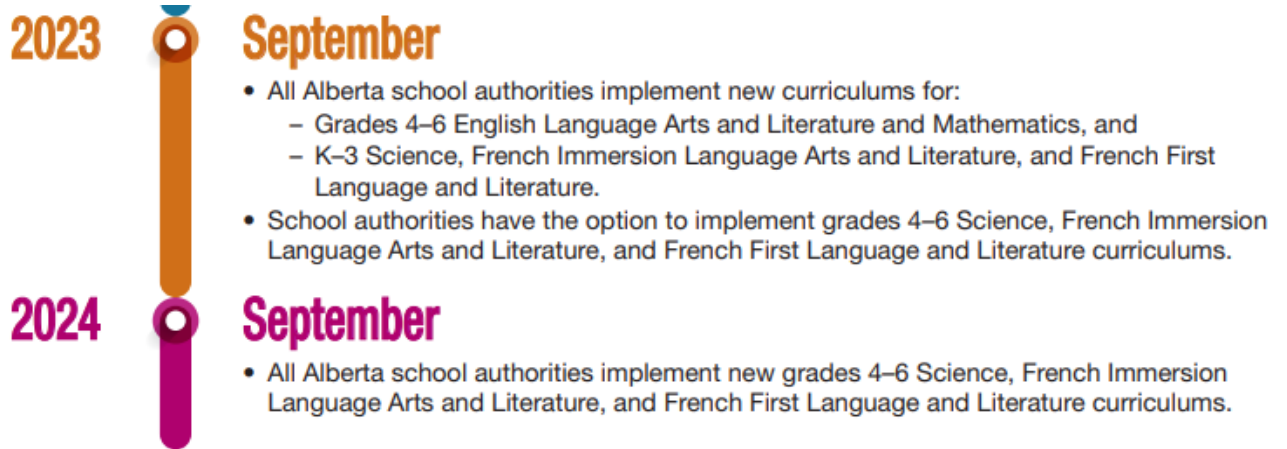 2023 September
• All Alberta school authorities implement new curriculums for:
– Grades 4–6 English Language Arts and Literature and Mathematics, and
– K–3 Science, French Immersion Language Arts and Literature, and French First
Language and Literature.
• School authorities have the option to implement grades 4–6 Science, French Immersion
Language Arts and Literature, and French First Language and Literature curriculums.
2024 September
• All Alberta school authorities implement new grades 4–6 Science, French Immersion
Language Arts and Literature, and French First Language and Literature curriculums.